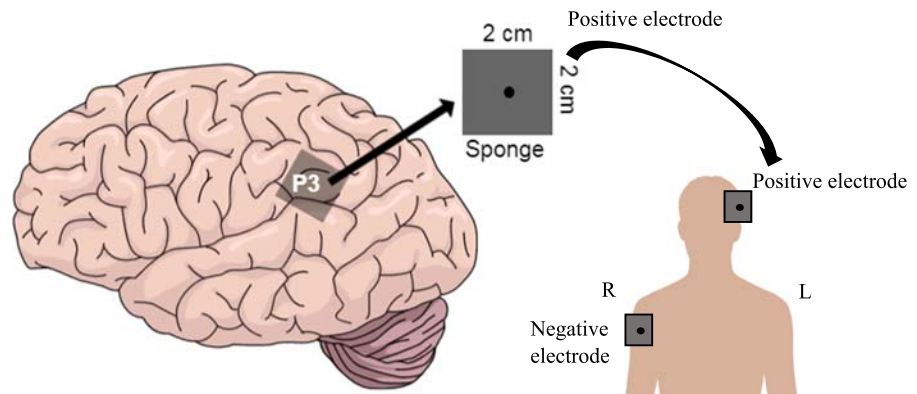 Positive electrode
2 cm
2 cm
Sponge
P3
Positive electrode
R
L
Negative
electrode